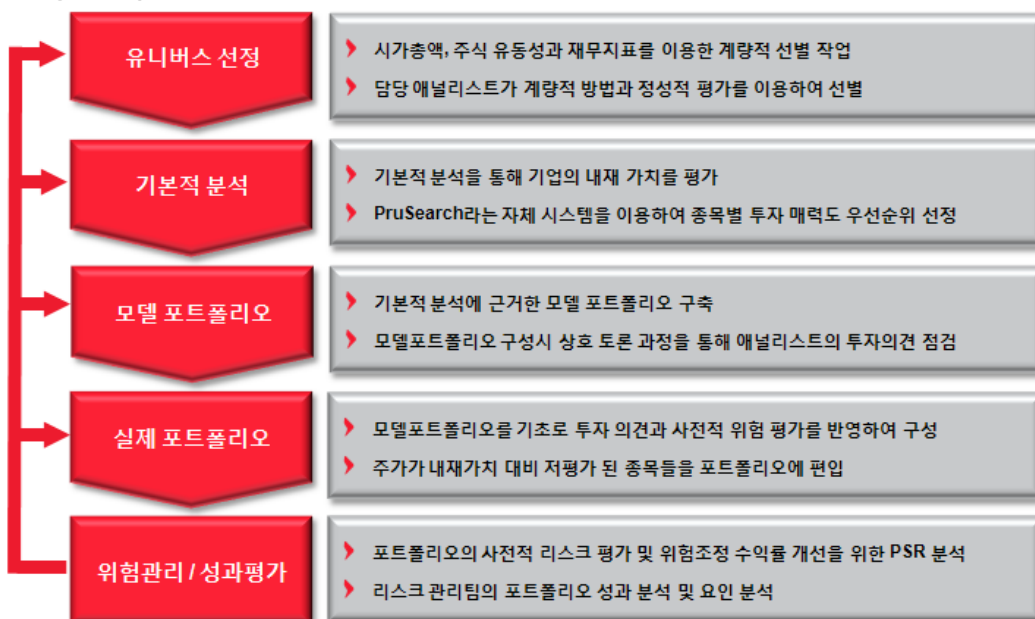 유니버스 선정
시가총액, 주식 유동성과 재무지표를 이용한 계량적 선별 작업
담당 애널리스트가 계량적 방법과 정성적 평가를 이용하여 선별
기본적 분석
기본적 분석을 통해 기업의 내재 가치를 평가
PruSearch라는 자체 시스템을 이용하여 종목별 투자 매력도 우선순위 선정
모델 포트폴리오
기본적 분석에 근거한 모델 포트폴리오 구축
모델포트폴리오 구성시 상호 토론 과정을 통해 애널리스트의 투자의견 점검
실제 포트폴리오
모델포트폴리오를 기초로 투자 의견과 사전적 위험 평가를 반영하여 구성
주가가 내재가치 대비 저평가 된 종목들을 포트폴리오에 편입
위험관리 / 성과평가
포트폴리오의 사전적 리스크 평가 및 위험조정 수익률 개선을 위한 PSR 분석
리스크 관리팀의 포트폴리오 성과 분석 및 요인 분석